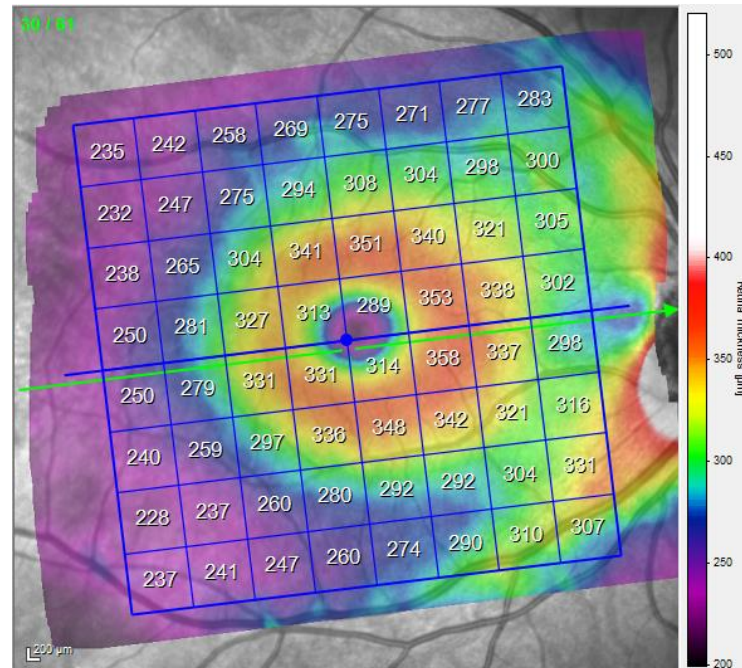 30 / 61
235 242 258 269 275 271 277 283
232 247 275 294 308 304 298 300
238 265 304 341 351 340 321 305
250 281 327 313 289 353 338 302
250 279 331 331 314 358 337 298
240 259 297 336 348 342 321 316
228 237 260 280 292 292 304 331
237 241 247 260 274 290 310 307
200 µm
500
450
400
350
300
250
200
Retina Thickness [µm]